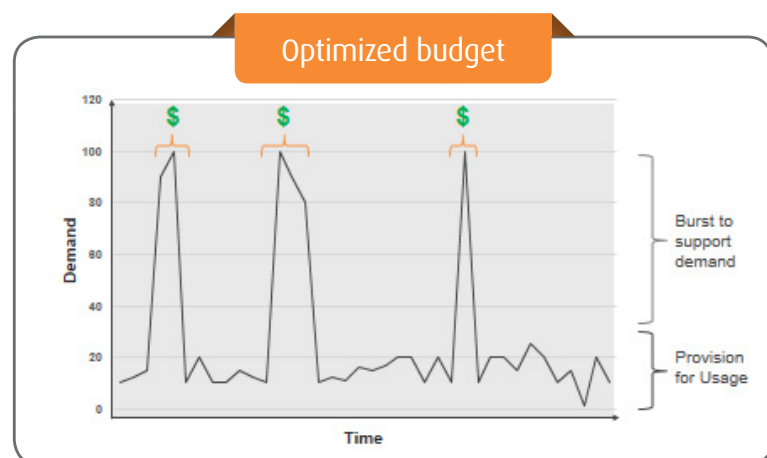 Optimized budget
120
$ $ $
100
80
60
40
20
0
Demand
Time
Burst to
support
demand
Provision
for Usage